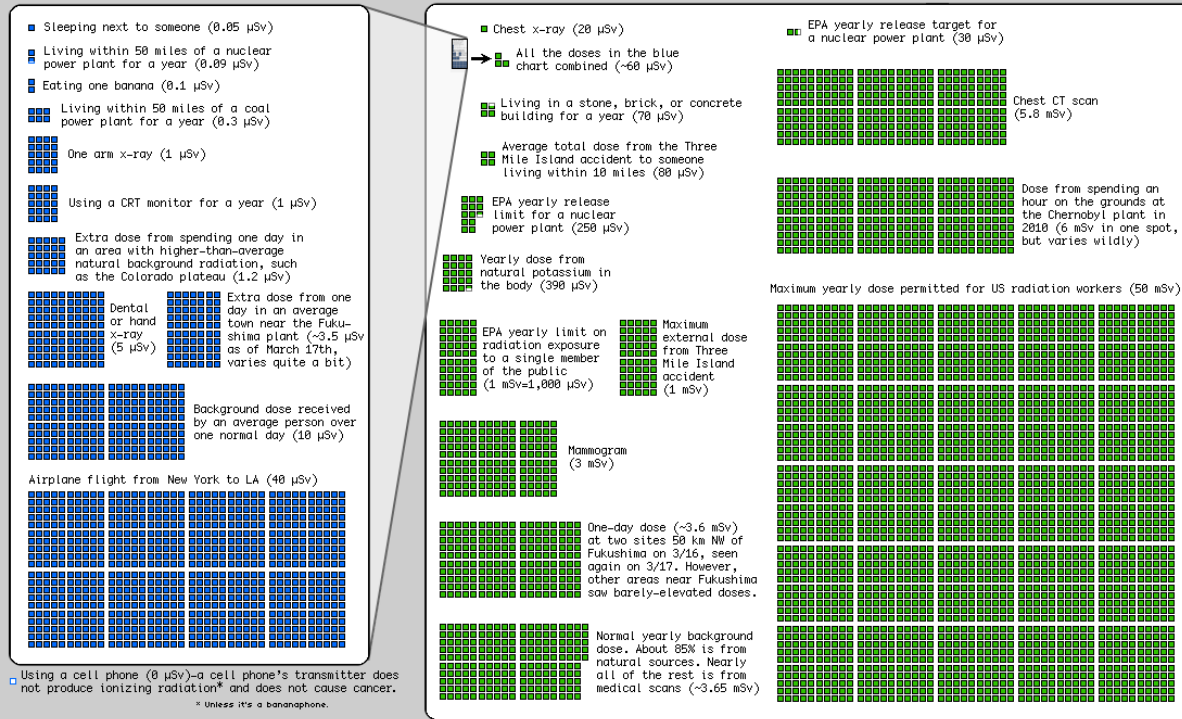 Sleeping next to someone (0.05 µSv)
Living within 50 miles of a nuclear
power plant for a year (0.09 µSv)
Eating one banana (0.1 µSv)
Living within 50 miles of a coal
power plant for a year (0.3 µSv)
One arm x-ray (1 µSv)
Using a CRT monitor for a year (1 µSv)
Extra dose from spending one day in
an area with higher-than-average
natural background radiation, such
as the Colorado plateau (1.2 µSv)
Dental
or hand
x-ray
(5 µSv)
Extra dose from one
day in an average
town near the Fuku-
shima plant (~3.5 µSv
as of March 17th,
varies quite a bit)
Background dose received
by an average person over
one normal day (10 µSv)
Airplane flight from New York to LA (40 µSv)
Using a cell phone (0 µSv)-a cell phone's transmitter does
not produce ionizing radiation* and does not cause cancer.
* Unless it's a bananaphone.
Chest x-ray (20 µSv)
All the doses in the blue
chart combined (~60 µSv)
Living in a stone, brick, or concrete
building for a year (70 µSv)
Average total dose from the Three
Mile Island accident to someone
living within 10 miles (80 µSv)
EPA yearly release
limit for a nuclear
power plant (250 µSv)
Yearly dose from
natural potassium in
the body (390 µSv)
EPA yearly limit on
radiation exposure
to a single member
of the public
(1 mSv=1,000 µSv)
Maximum
external dose
from Three
Mile Island
accident
(1 mSv)
Mammogram
(3 mSv)
One-day dose (~3.6 mSv)
at two sites 50 km NW of
Fukushima on 3/16, seen
again on 3/17. However,
other areas near Fukushima
saw barely-elevated doses.
Normal yearly background
dose. About 85% is from
natural sources. Nearly
all of the rest is from
medical scans (~3.65 mSv)
EPA yearly release target for
a nuclear power plant (30 µSv)
Chest CT scan
(5.8 mSv)
Dose from spending an
hour on the grounds at
the Chernobyl plant in
2010 (6 mSv in one spot,
but varies wildly)
Maximum yearly dose permitted for US radiation workers (50 mSv)